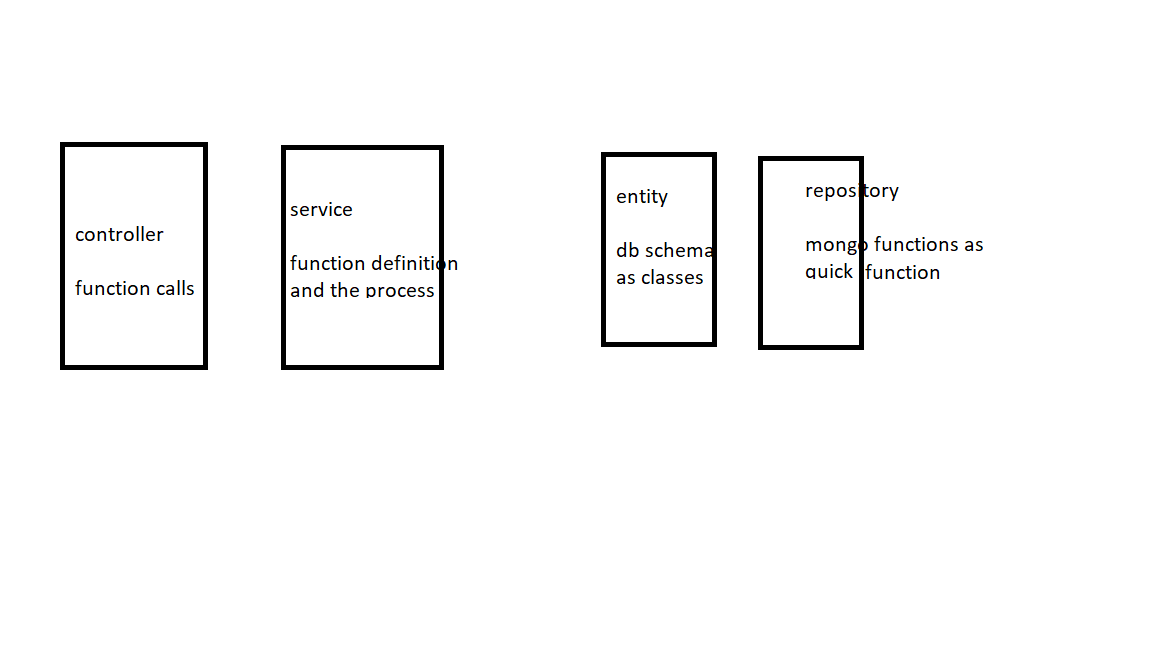 controller
function calls
service
function definition
and the process
entity
db schema
as classes
repository
mongo functions as
quick function